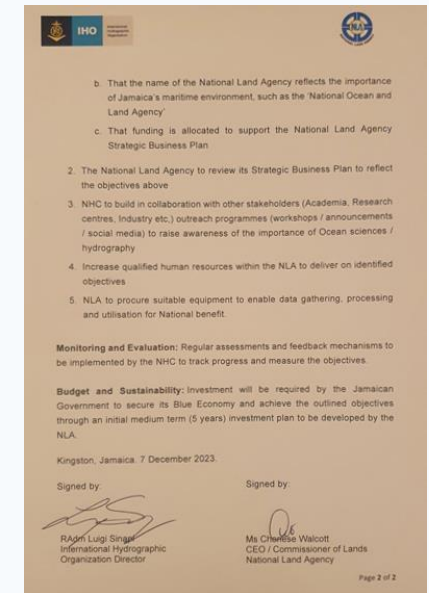 IHO
International
Hydrographic
Organization
NLA
b. That the name of the National Land Agency reflects the importance
of Jamaica's maritime environment, such as the 'National Ocean and
Land Agency'
c. That funding is allocated to support the National Land Agency
Strategic Business Plan
2. The National Land Agency to review its Strategic Business Plan to reflect
the objectives above
3. NHC to build in collaboration with other stakeholders (Academia, Research
centres, Industry etc,) outreach programmes (workshops / announcements
/ social media) to raise awareness of the importance of Ocean sciences /
hydrography
4. Increase qualified human resources within the NLA to deliver on identified
objectives
5. NLA to procure suitable equipment to enable data gathering, processing
and utilisation for National benefit.
Monitoring and Evaluation: Regular assessments and feedback mechanisms to
be implemented by the NHC to track progress and measure the objectives.
Budget and Sustainability: Investment will be required by the Jamaican
Government to secure its Blue Economy and achieve the outlined objectives
through an initial medium term (5 years) investment plan to be developed by the
NLA.
Kingston, Jamaica. 7 December 2023.
Signed by:
RAdm Luigi Sinapi
International Hydrographic
Organization Director
Signed by:
Ms Cheriese Walcott
CEO / Commissioner of Lands
National Land Agency
Page 2 of 2